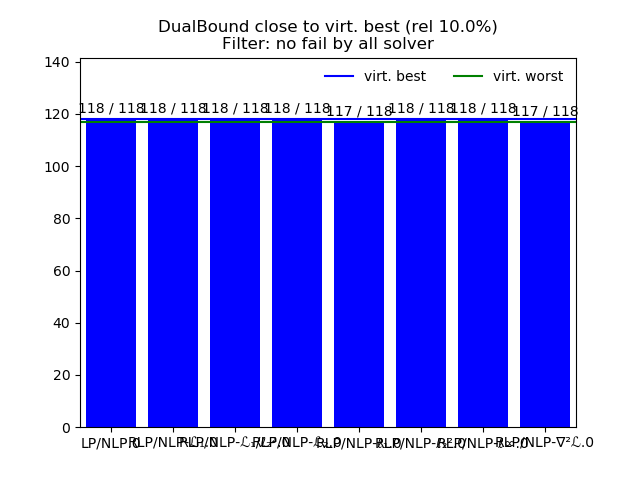 DualBound close to virt. best (rel 10.0%)
Filter: no fail by all solver
virt. best
virt. worst
140
120
100
80
60
40
20
0
118 / 118
118 / 118
118 / 118
118 / 118
117 / 118
118 / 118
118 / 118
117 / 118